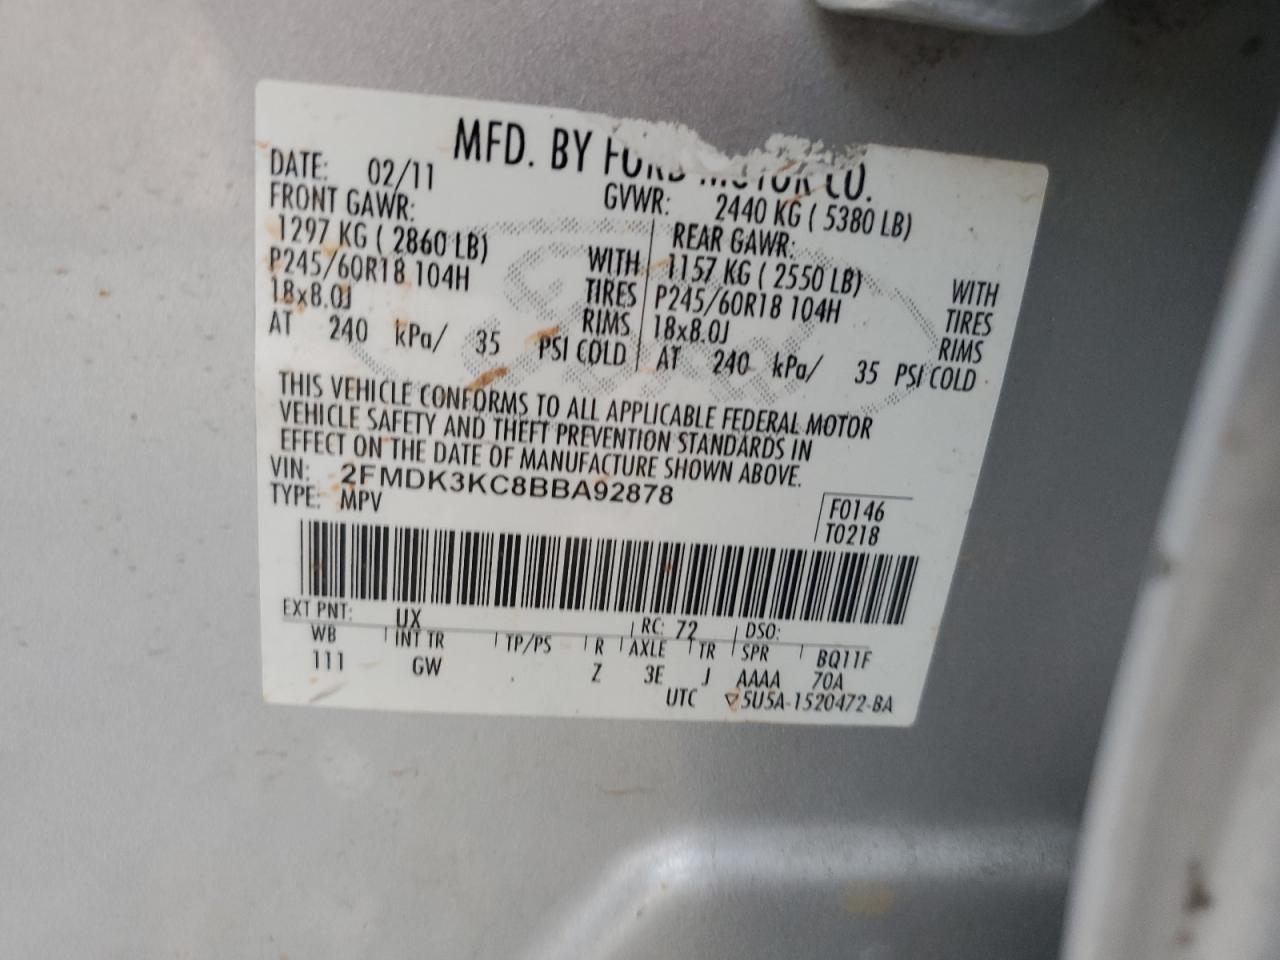 MFD. BY FORD MOTOR CO.
DATE: 02/11 GVWR: 2440 KG ( 5380 LB)
FRONT GAWR: REAR GAWR:
1297 KG ( 2860 LB) WITH 1157 KG ( 2550 LB) WITH
P245/60R18 104H TIRES P245/60R18 104H TIRES
18x8.0J RIMS 18x8.0J RIMS
AT 240 kPa/ 35 PSI COLD AT 240 kPa/ 35 PSI COLD
THIS VEHICLE CONFORMS TO ALL APPLICABLE FEDERAL MOTOR
VEHICLE SAFETY AND THEFT PREVENTION STANDARDS IN
EFFECT ON THE DATE OF MANUFACTURE SHOWN ABOVE.
VIN: 2FMDK3KC8BBA92878
TYPE: MPV
F0146
T0218
EXT PNT: UX RC: 72 DSO:
WB INT TR TP/PS R AXLE TR SPR BQ11F
111 GW Z 3E J AAAA 70A
UTC ▽5U5A-1520472-BA